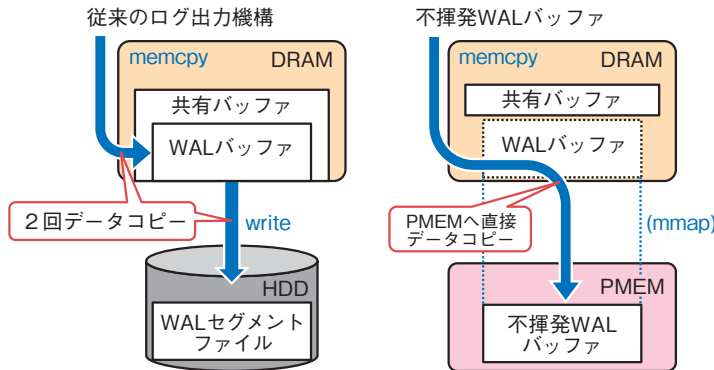 従来のログ出力機構
memcpy
DRAM
共有バッファ
WALバッファ
2回データコピー
write
HDD
WALセグメント
ファイル
不揮発WALバッファ
memcpy
DRAM
共有バッファ
WALバッファ
PMEMへ直接
データコピー
(mmap)
PMEM
不揮発WAL
バッファ